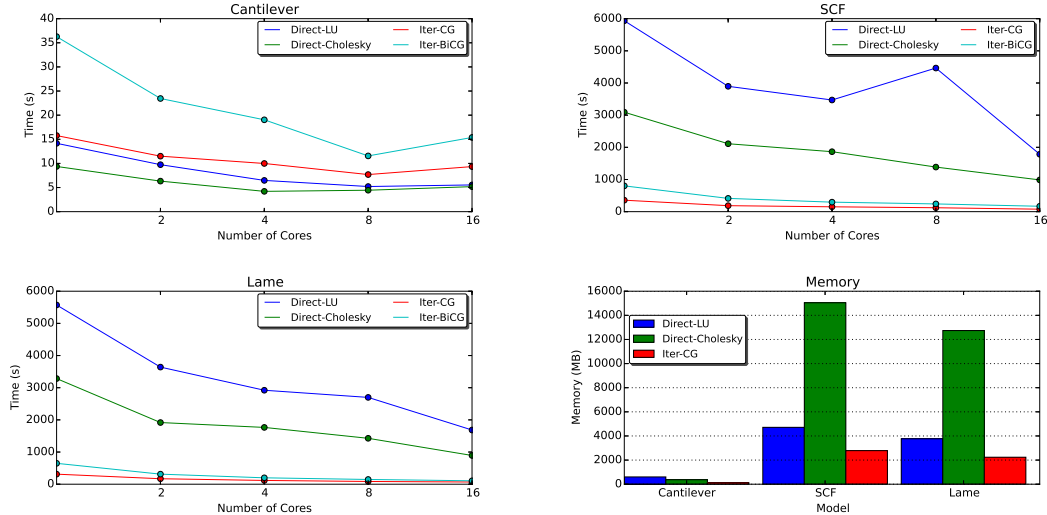 Cantilever
Time (s)
40
35
30
25
20
15
10
5
0
Direct-LU
Direct-Cholesky
Iter-CG
Iter-BiCG
2 4 8 16
Number of Cores
SCF
Time (s)
6000
5000
4000
3000
2000
1000
0
Direct-LU
Direct-Cholesky
Iter-CG
Iter-BiCG
2 4 8 16
Number of Cores
Lame
Time (s)
6000
5000
4000
3000
2000
1000
0
Direct-LU
Direct-Cholesky
Iter-CG
Iter-BiCG
2 4 8 16
Number of Cores
Memory
Memory (MB)
16000
14000
12000
10000
8000
6000
4000
2000
0
Direct-LU
Direct-Cholesky
Iter-CG
Cantilever SCF Lame
Model